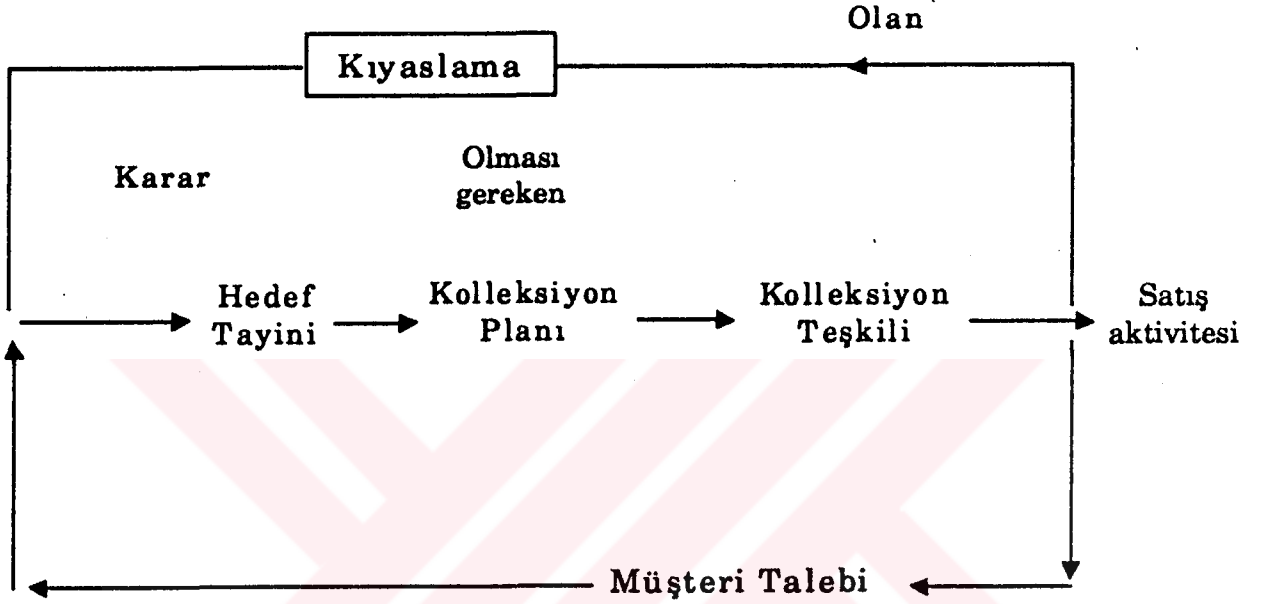 Olan
Kıyaslama
Karar
Olması
gereken
Hedef
Tayini
Kolleksiyon
Planı
Kolleksiyon
Teşkili
Satış
aktivitesi
Müşteri Talebi